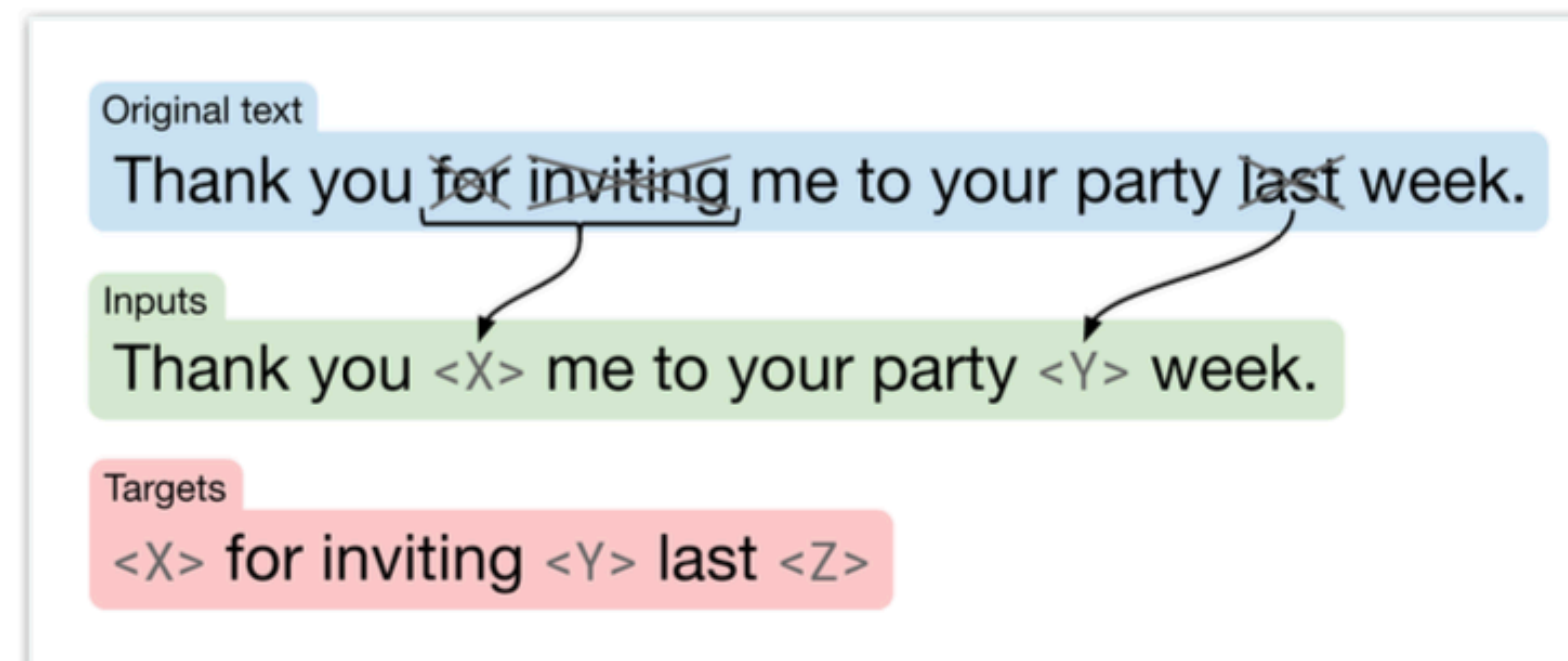 Original text
Thank you for inviting me to your party last week.
Inputs
Thank you <X> me to your party <Y> week.
Targets
<X> for inviting <Y> last <Z>